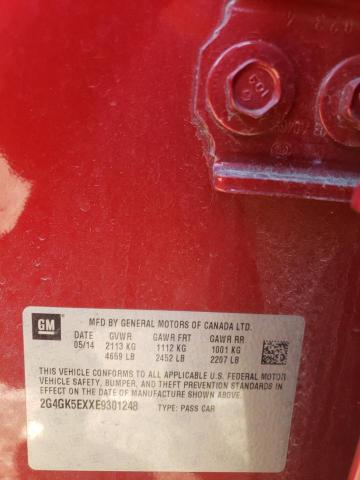 109
GM
MFD BY GENERAL MOTORS OF CANADA LTD.
DATE GVWR GAWR FRT GAWR RR
05/14 2113 KG 1112 KG 1001 KG
4659 LB 2452 LB 2207 LB
THIS VEHICLE CONFORMS TO ALL APPLICABLE U.S. FEDERAL MOTOR
VEHICLE SAFETY, BUMPER, AND THEFT PREVENTION STANDARDS
IN EFFECT ON THE DATE OF MANUFACTURE SHOWN ABOVE.
2G4GK5EXXE9301248 TYPE: PASS CAR